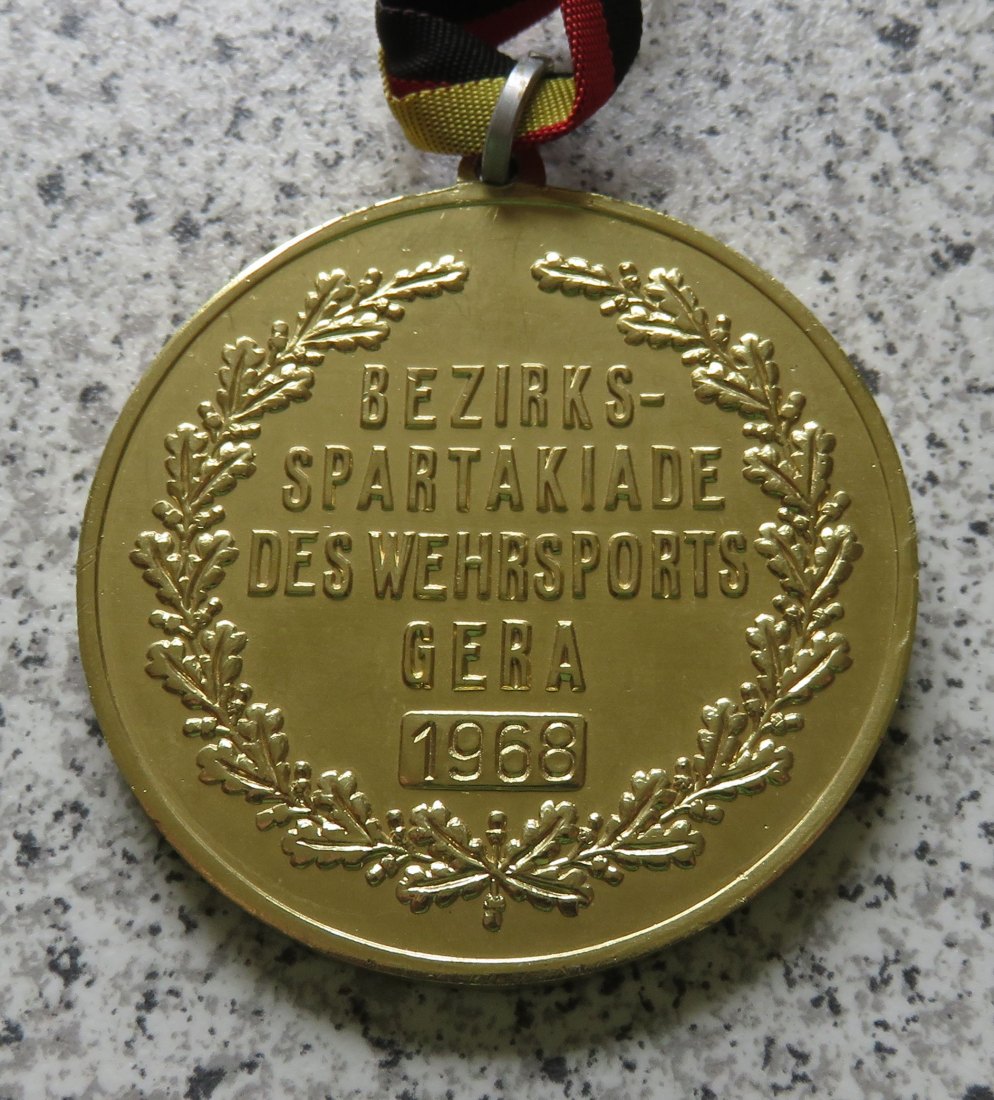 BEZIRKS-
SPARTAKIADE
DES WEHRSPORTS
GERA
1968